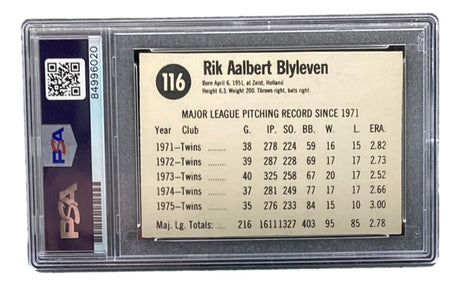 116
Rik Aalbert Blyleven
Born April 6, 1951, at Zeist, Holland.
Height 6.3. Weight 200. Throws right, bats right.
MAJOR LEAGUE PITCHING RECORD SINCE 1971
Year Club G. IP. SO. BB. W. L. ERA.
1971—Twins ........ 38 278 224 59 16 15 2.82
1972—Twins ........ 39 287 228 69 17 17 2.73
1973—Twins ........ 40 325 258 67 20 17 2.52
1974—Twins ........ 37 281 249 77 17 17 2.66
1975—Twins ........ 35 276 233 84 15 10 3.00
Maj. Lg. Totals: .... 216 1611 1327 403 95 85 2.78
84996020
PSA
PSA